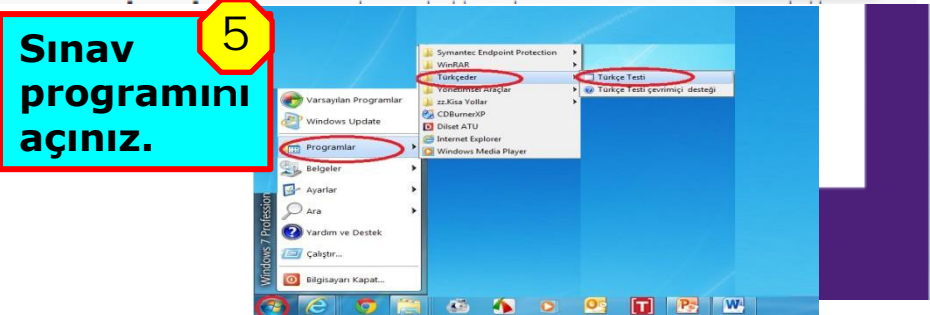 5
Sınav
programını
açınız.
Symantec Endpoint Protection
WinRAR
Türkçeder
Yönetimsel Araçlar
zz.Kisa Yollar
CDBurnerXP
Dilset ATU
Internet Explorer
Windows Media Player
Türkçe Testi
Türkçe Testi çevrimiçi desteği
Varsayılan Programlar
Windows Update
Programlar
Belgeler
Ayarlar
Ara
Yardım ve Destek
Çalıştır...
Bilgisayarı Kapat...
Windows 7 Profession